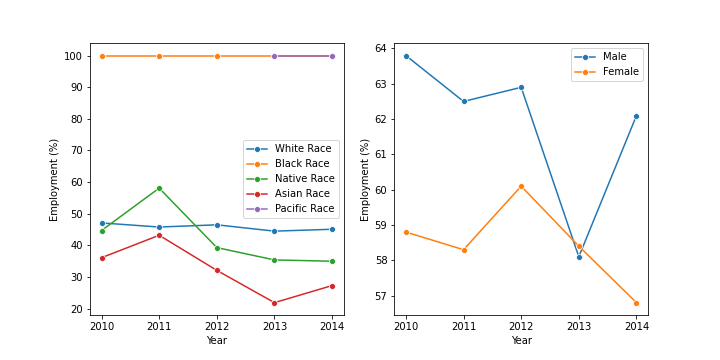 100
90
80
70
60
50
40
30
20
Employment (%)
2010 2011 2012 2013 2014
Year
White Race
Black Race
Native Race
Asian Race
Pacific Race
64
63
62
61
60
59
58
57
Employment (%)
2010 2011 2012 2013 2014
Year
Male
Female